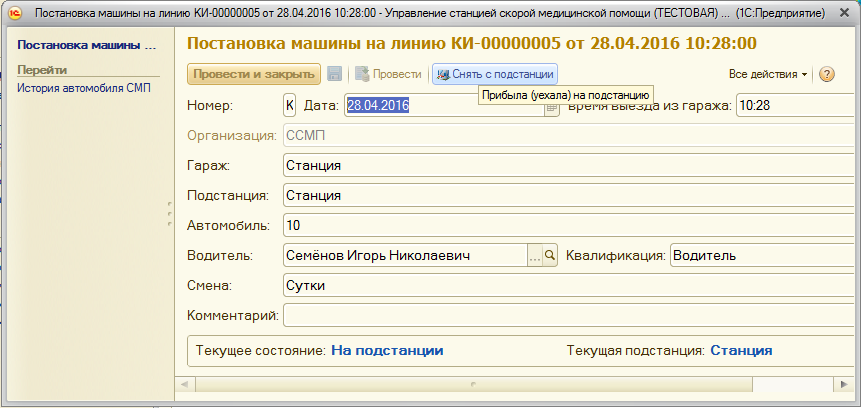 Постановка машины на линию КИ-00000005 от 28.04.2016 10:28:00 - Управление станцией скорой медицинской помощи (ТЕСТОВАЯ) ... (1С:Предприятие)
Постановка машины ...
Перейти
История автомобиля СМП
Постановка машины на линию КИ-00000005 от 28.04.2016 10:28:00
Провести и закрыть Провести Снять с подстанции Все действия ?
Прибыла (уехала) на подстанцию
Номер: К Дата: 28.04.2016 Время выезда из гаража: 10:28
Организация: ССМП
Гараж: Станция
Подстанция: Станция
Автомобиль: 10
Водитель: Семёнов Игорь Николаевич ... Квалификация: Водитель
Смена: Сутки
Комментарий:
Текущее состояние: На подстанции Текущая подстанция: Станция